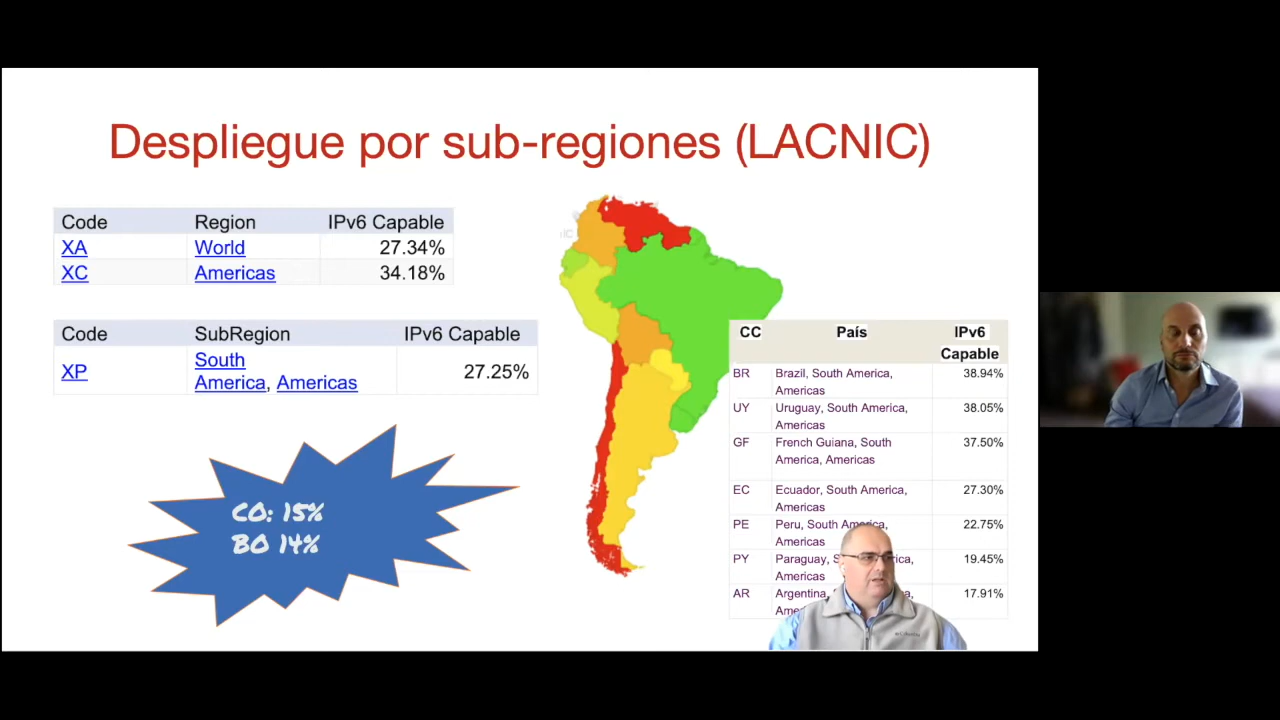 Despliegue por sub-regiones (LACNIC)
Code Region IPv6 Capable
XA World 27.34%
XC Americas 34.18%
Code SubRegion IPv6 Capable
XP South America, Americas 27.25%
CO: 15%
BO 14%
CC País IPv6 Capable
BR Brazil, South America, Americas 38.94%
UY Uruguay, South America, Americas 38.05%
GF French Guiana, South America, Americas 37.50%
EC Ecuador, South America, Americas 27.30%
PE Peru, South America, Americas 22.75%
PY Paraguay, Americas 19.45%
AR Argentina, 17.91%